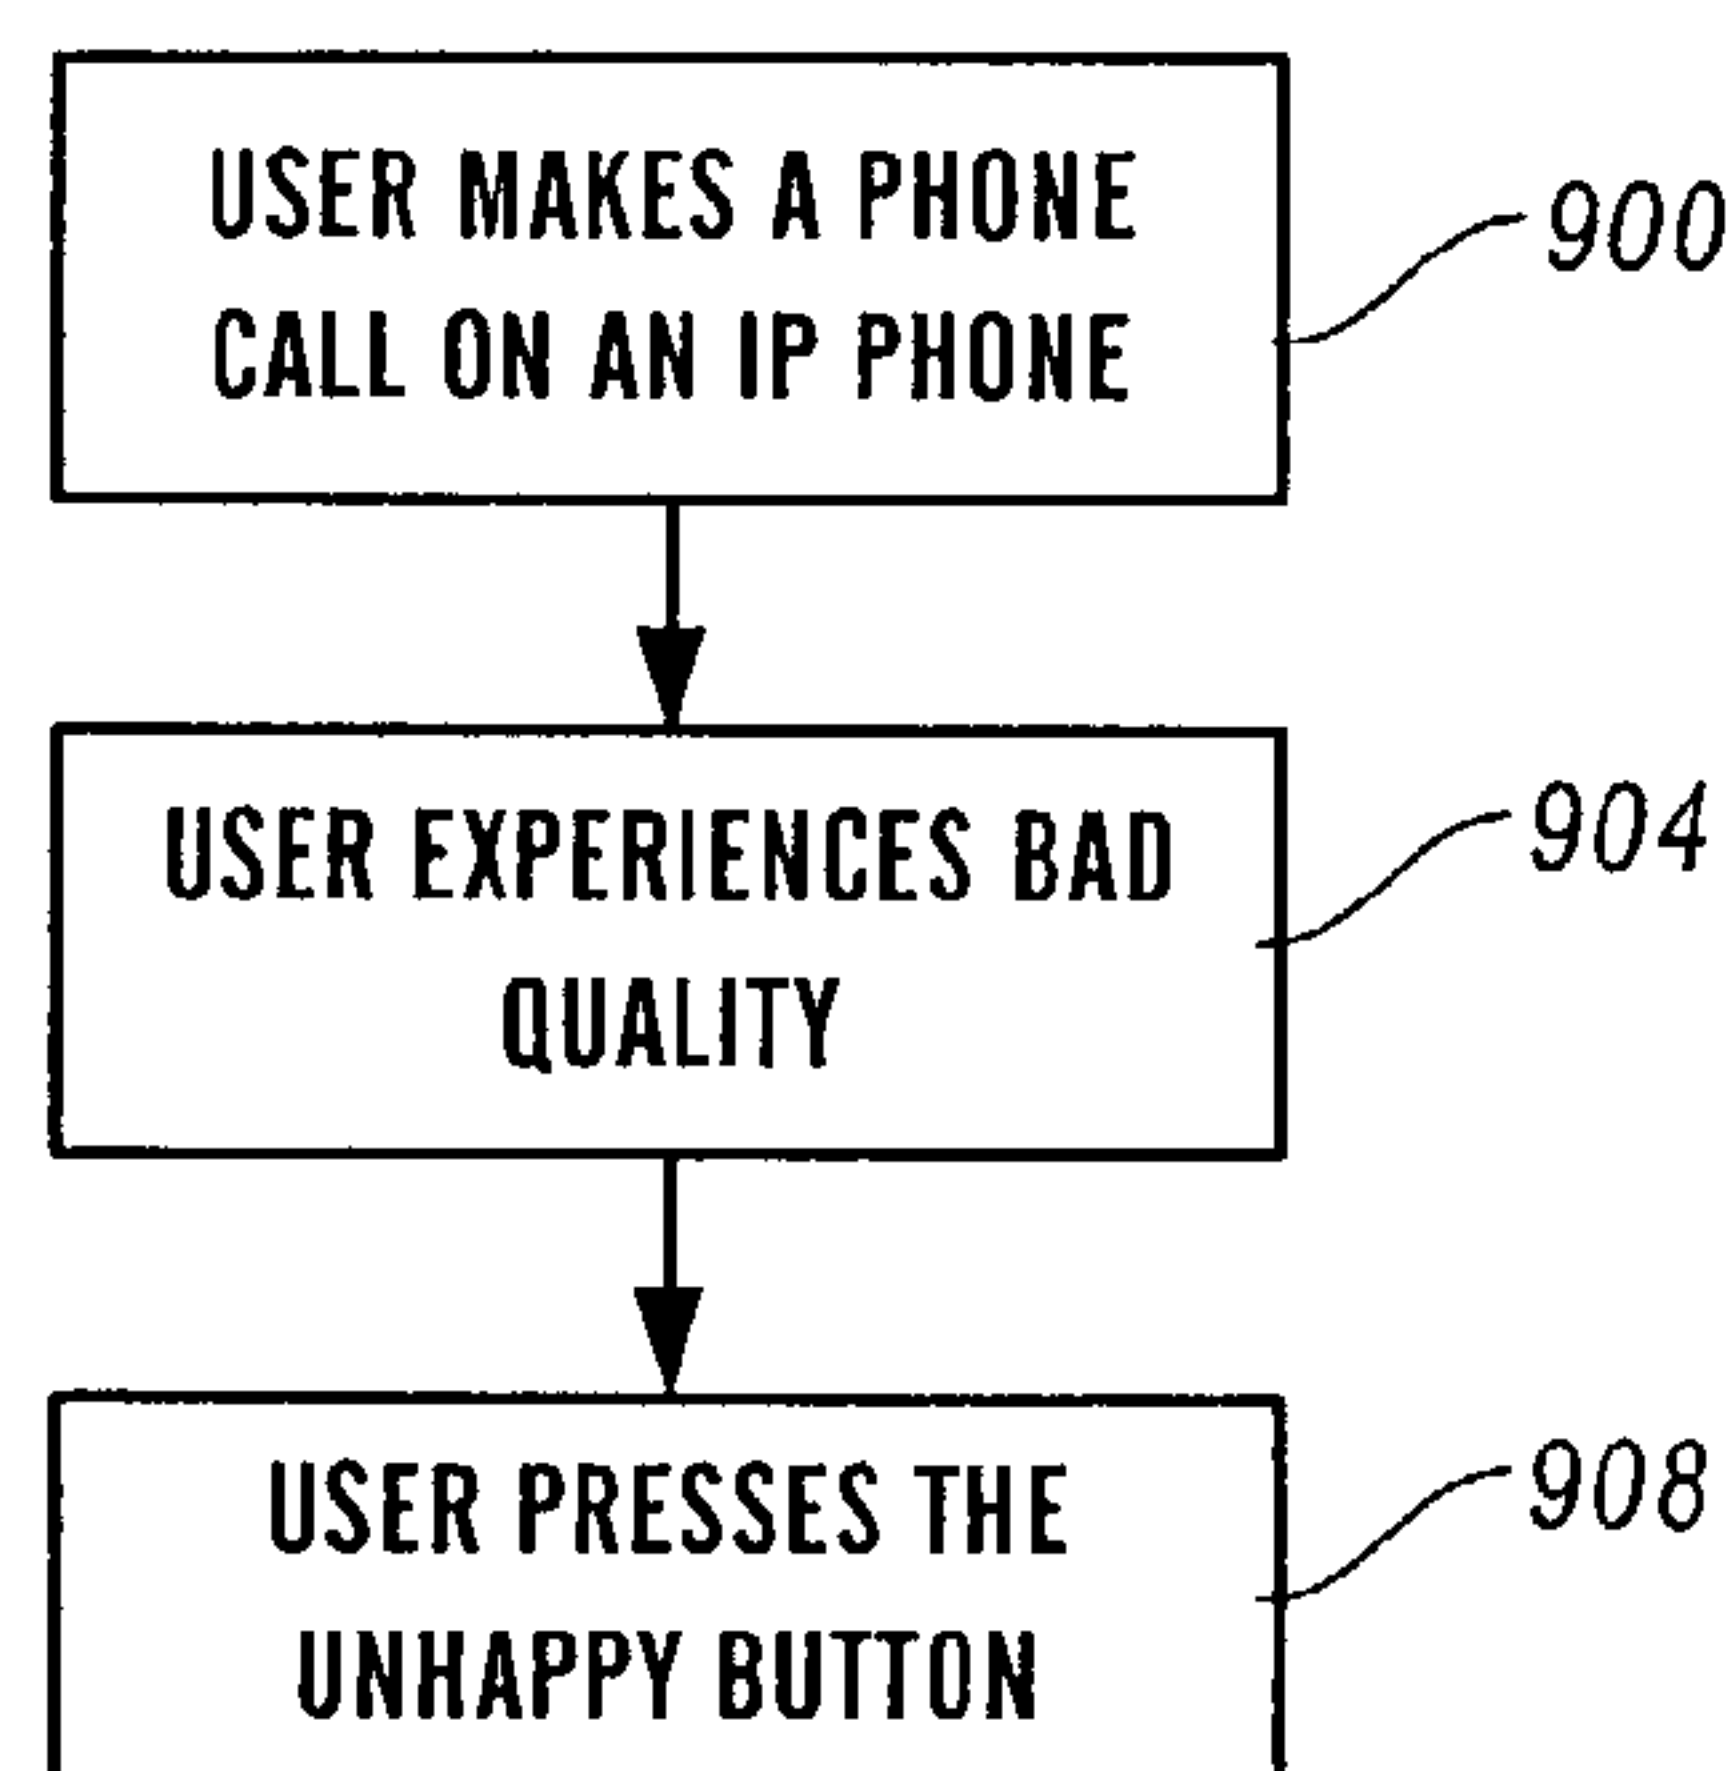 USER MAKES A PHONE
CALL ON AN IP PHONE
900
USER EXPERIENCES BAD
QUALITY
904
USER PRESSES THE
UNHAPPY BUTTON
908